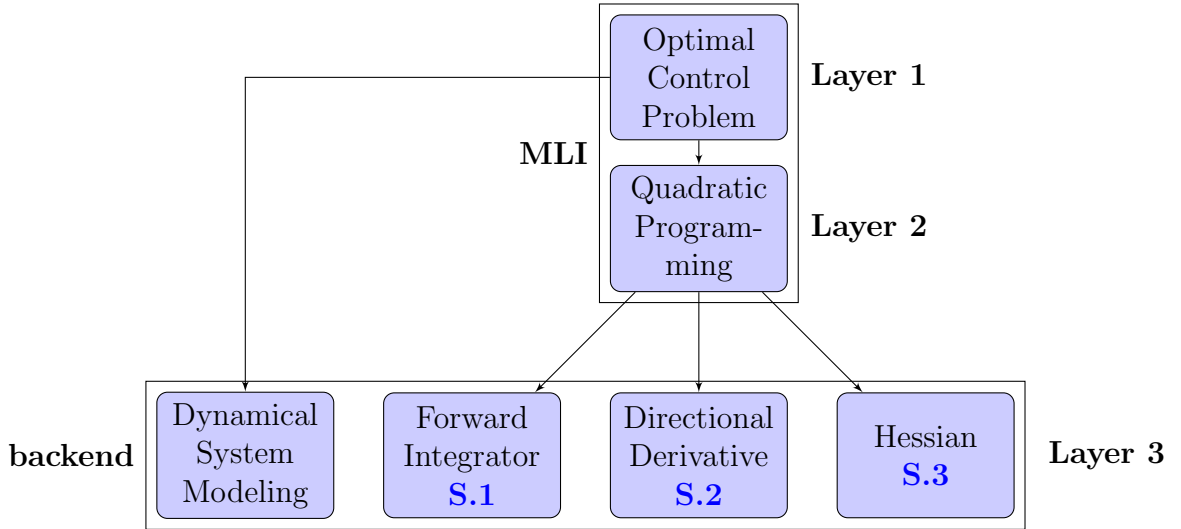 Optimal
Control
Problem
Layer 1
MLI
Quadratic
Program-
ming
Layer 2
backend
Dynamical
System
Modeling
Forward
Integrator
S.1
Directional
Derivative
S.2
Hessian
S.3
Layer 3